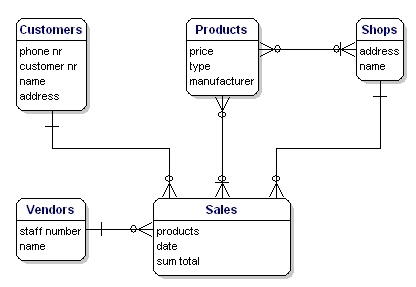 Customers
phone nr
customer nr
name
address
Products
price
type
manufacturer
Shops
address
name
Vendors
staff number
name
Sales
products
date
sum total